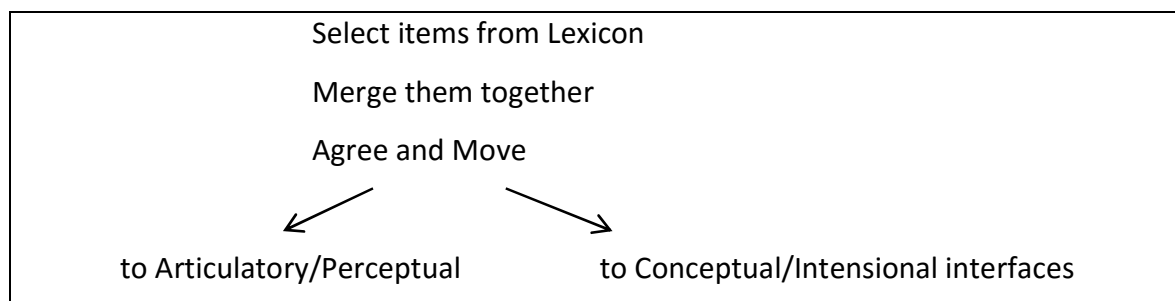 Select items from Lexicon
Merge them together
Agree and Move
to Articulatory/Perceptual to Conceptual/Intensional interfaces